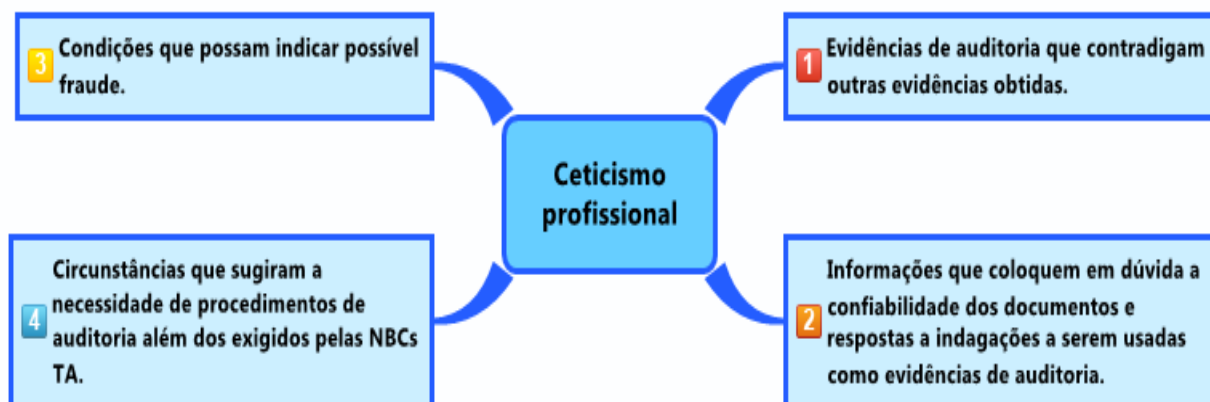 Ceticismo
profissional
1 Evidências de auditoria que contradigam
outras evidências obtidas.
2 Informações que coloquem em dúvida a
confiabilidade dos documentos e
respostas a indagações a serem usadas
como evidências de auditoria.
3 Condições que possam indicar possível
fraude.
4 Circunstâncias que sugiram a
necessidade de procedimentos de
auditoria além dos exigidos pelas NBCs
TA.